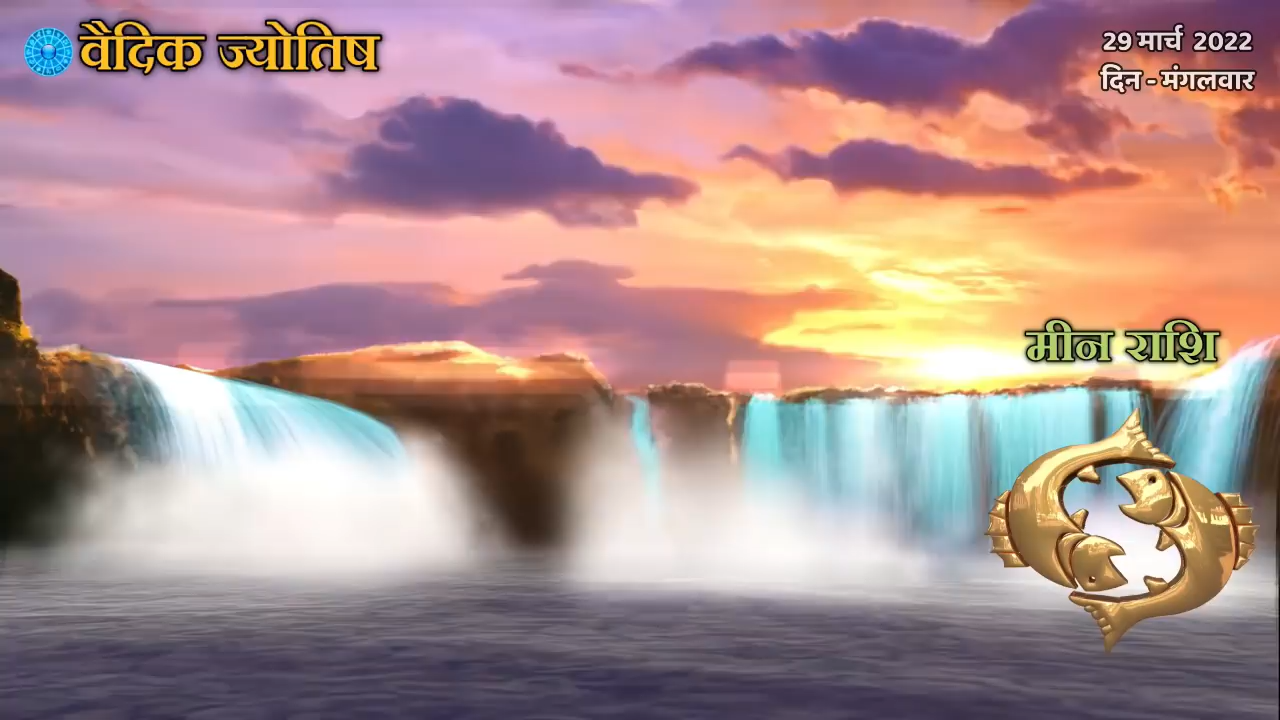 वैदिक ज्योतिष
29 मार्च 2022
दिन - मंगलवार
मीन राशि